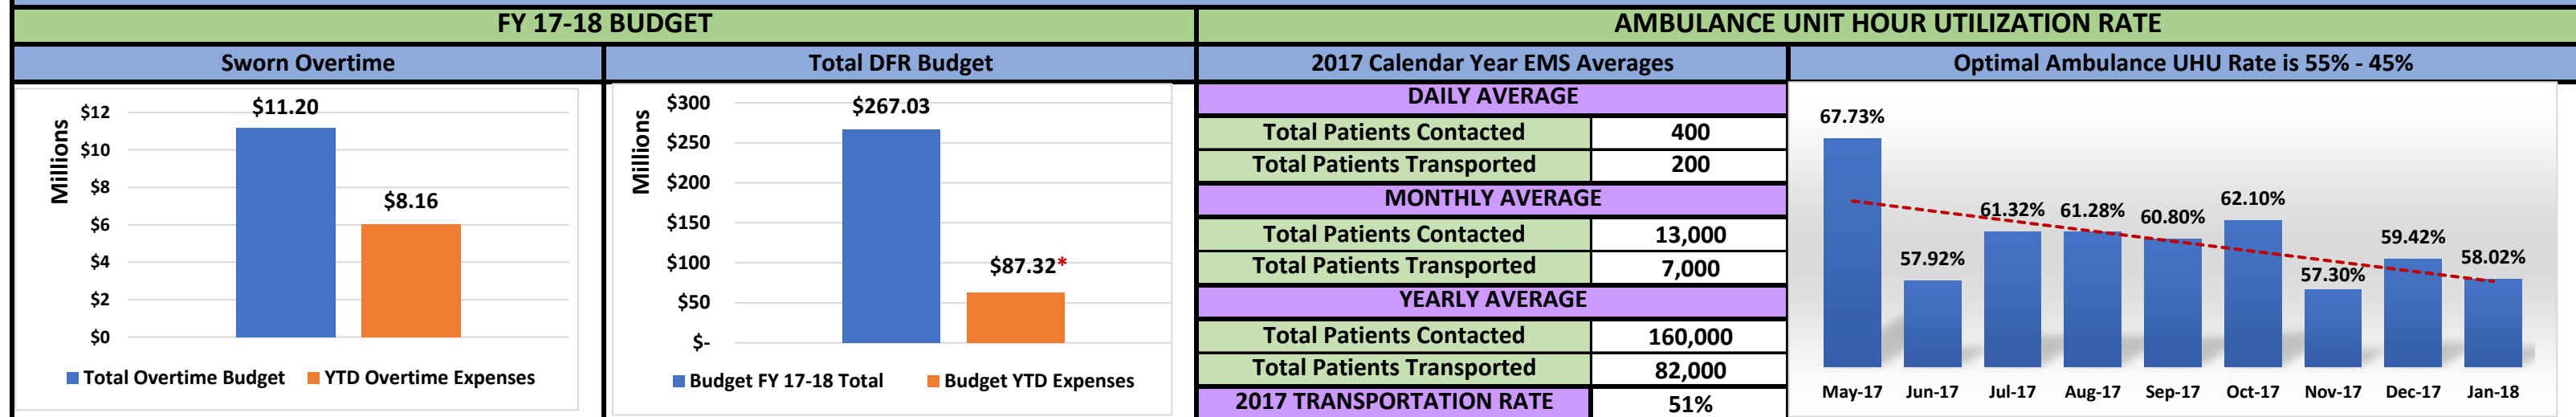 FY 17-18 BUDGET
AMBULANCE UNIT HOUR UTILIZATION RATE
Sworn Overtime
Total DFR Budget
2017 Calendar Year EMS Averages
Optimal Ambulance UHU Rate is 55% - 45%
Millions
$12
$10
$8
$6
$4
$2
$0
$11.20
$8.16
Total Overtime Budget
YTD Overtime Expenses
Millions
$300
$250
$200
$150
$100
$50
$-
$267.03
$87.32*
Budget FY 17-18 Total
Budget YTD Expenses
DAILY AVERAGE
Total Patients Contacted 400
Total Patients Transported 200
MONTHLY AVERAGE
Total Patients Contacted 13,000
Total Patients Transported 7,000
YEARLY AVERAGE
Total Patients Contacted 160,000
Total Patients Transported 82,000
2017 TRANSPORTATION RATE 51%
67.73%
57.92%
61.32%
61.28%
60.80%
62.10%
57.30%
59.42%
58.02%
May-17 Jun-17 Jul-17 Aug-17 Sep-17 Oct-17 Nov-17 Dec-17 Jan-18